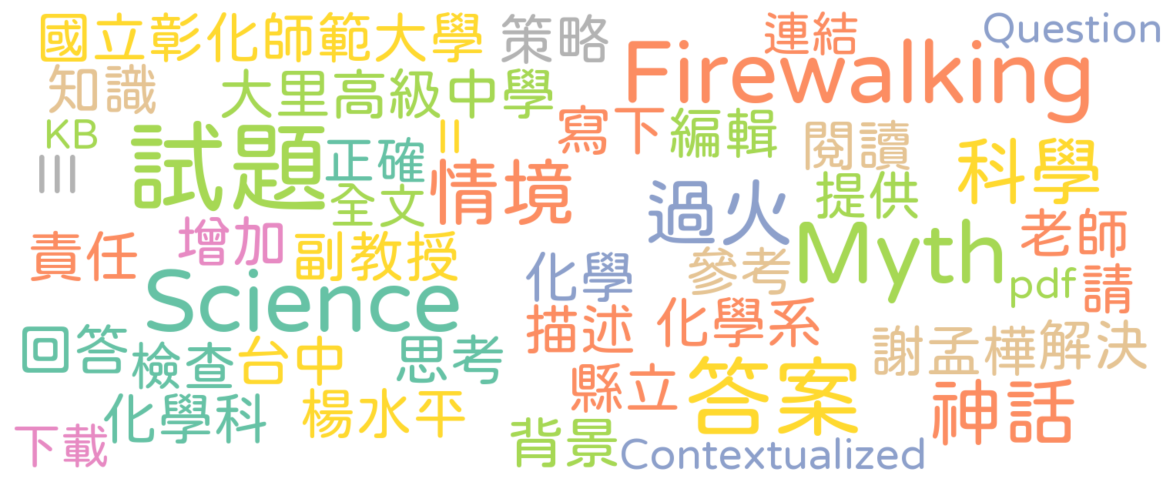 國立彰化師範大學
策略
Firewalking
連結
Question
知識
大里高級中學
KB
試題
正確
II
寫下
編輯
閱讀
科學
III
全文
情境
過火
提供
老師
責任
增加
副教授
化學
參考
Myth
pdf
請
Science
描述
化學系
回答
檢查
台中
思考
縣立
答案
謝孟樺
解決
化學科
楊水平
神話
下載
背景
Contextualized